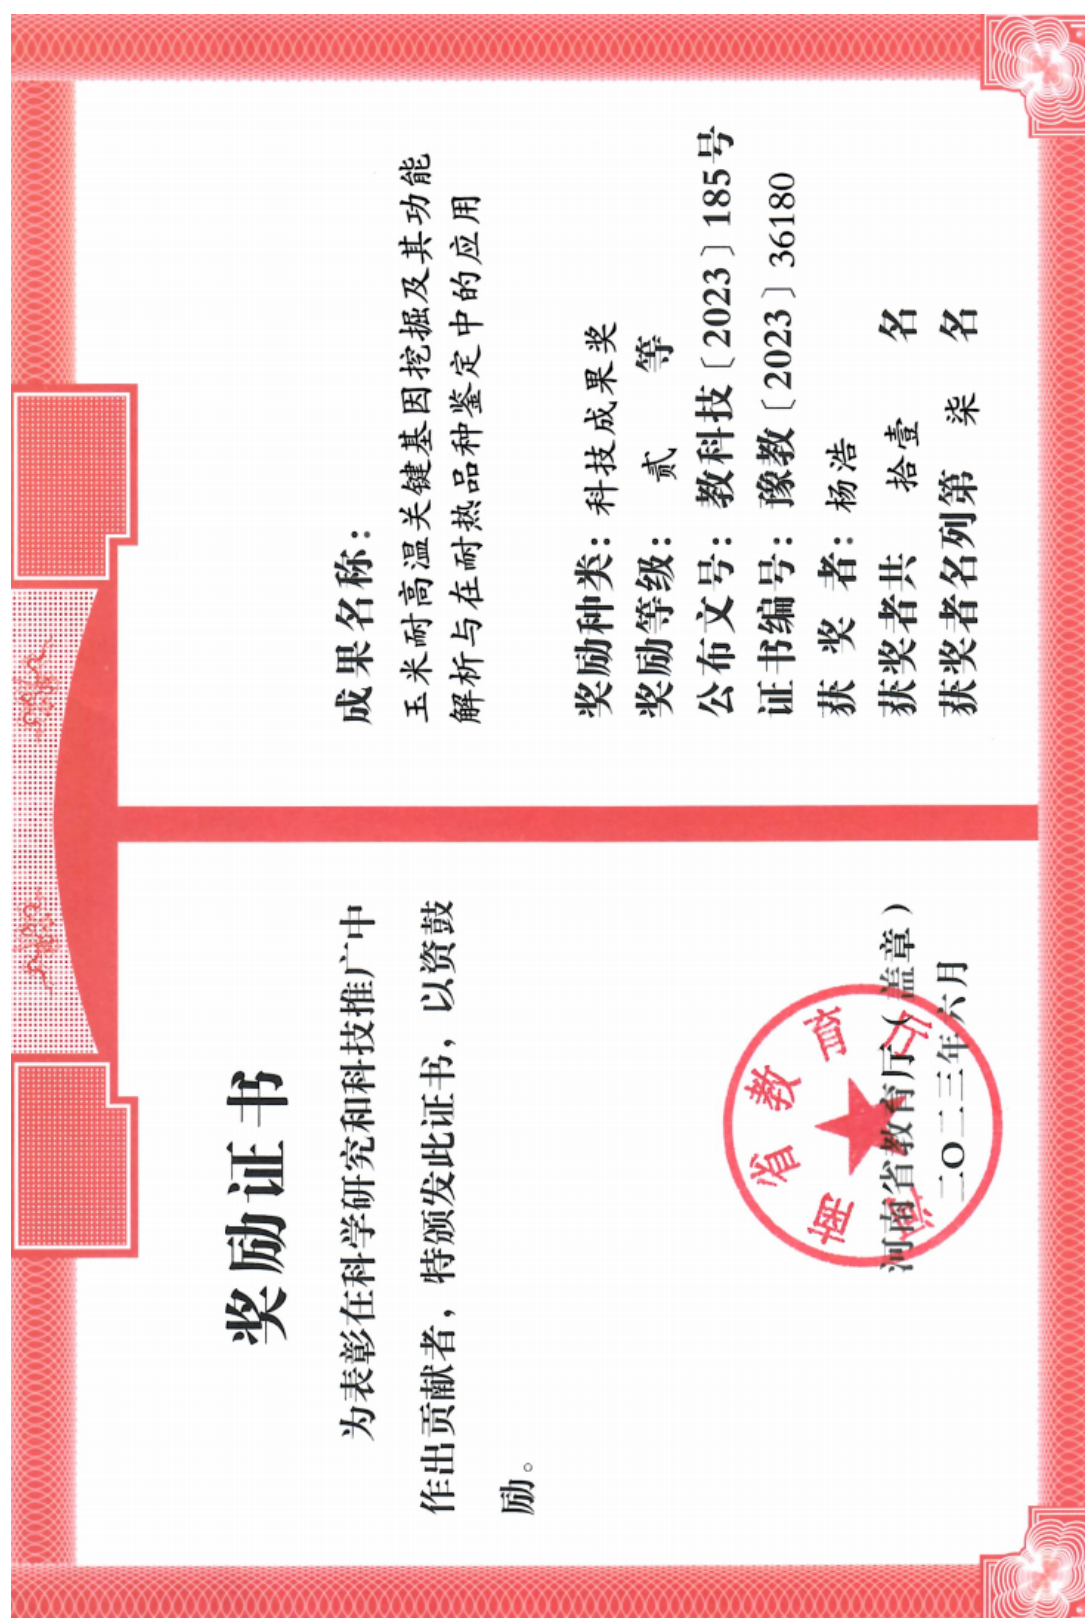 奖励证书
为表彰在科学研究和科技推广中
作出贡献者，特颁发此证书，以资鼓
励。
河南省教育厅
河南省教育厅（盖章）
二〇二三年六月
成果名称：
玉米耐高温关键基因挖掘及其功能
解析与在耐热品种鉴定中的应用
奖励种类：科技成果奖
奖励等级： 贰 等
公布文号：教科技〔2023〕185号
证书编号：豫教〔2023〕36180
获 奖 者：杨浩
获奖者共 拾壹 名
获奖者名列第 柒 名